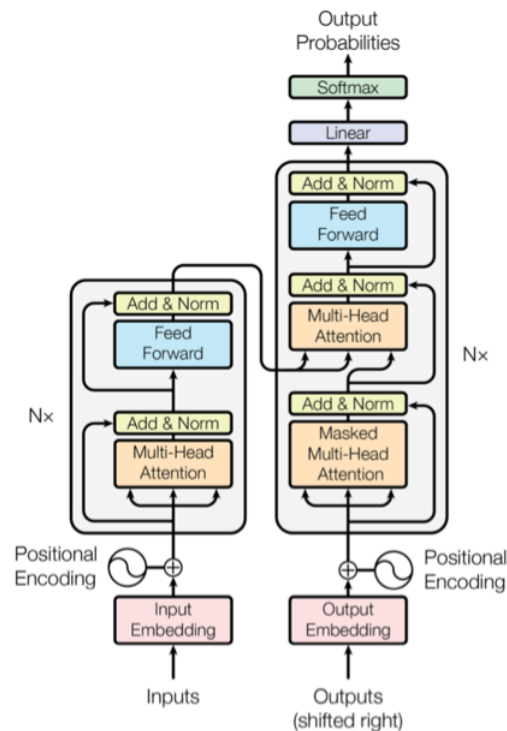 Output
Probabilities
Softmax
Linear
Add & Norm
Feed
Forward
Add & Norm
Multi-Head
Attention
Nx
Add & Norm
Masked
Multi-Head
Attention
Add & Norm
Feed
Forward
Nx
Add & Norm
Multi-Head
Attention
Positional
Encoding
Positional
Encoding
Input
Embedding
Output
Embedding
Inputs
Outputs
(shifted right)